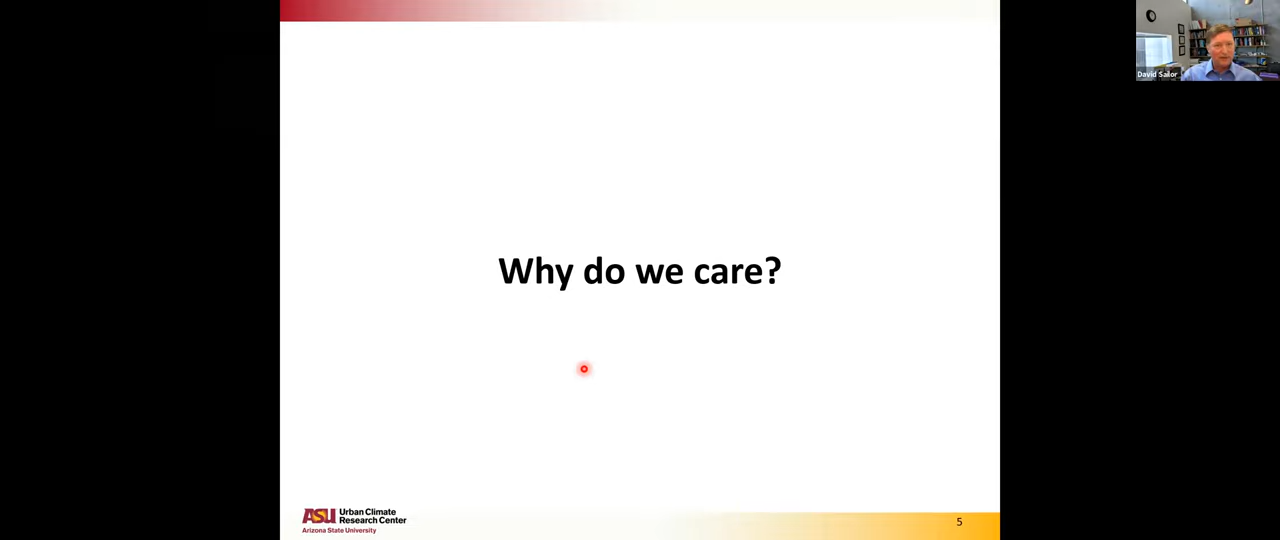 David Sailor
Why do we care?
ASU Urban Climate
Research Center
Arizona State University
5